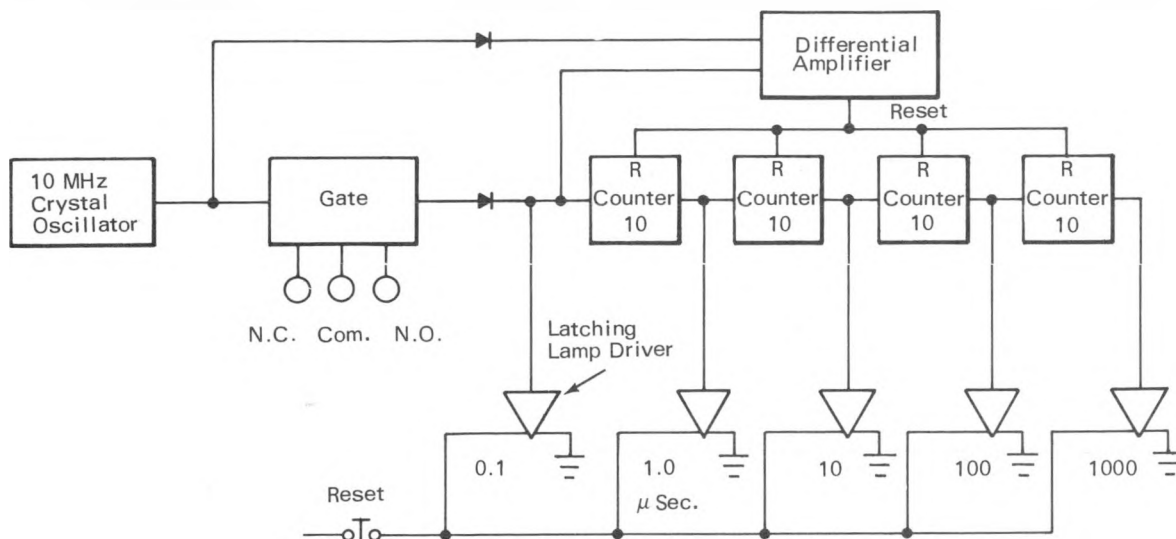 Differential
Amplifier
Reset
10 MHz
Crystal
Oscillator
Gate
R
Counter
10
R
Counter
10
R
Counter
10
R
Counter
10
N.C. Com. N.O.
Latching
Lamp Driver
0.1
1.0
10
100
1000
μ Sec.
Reset